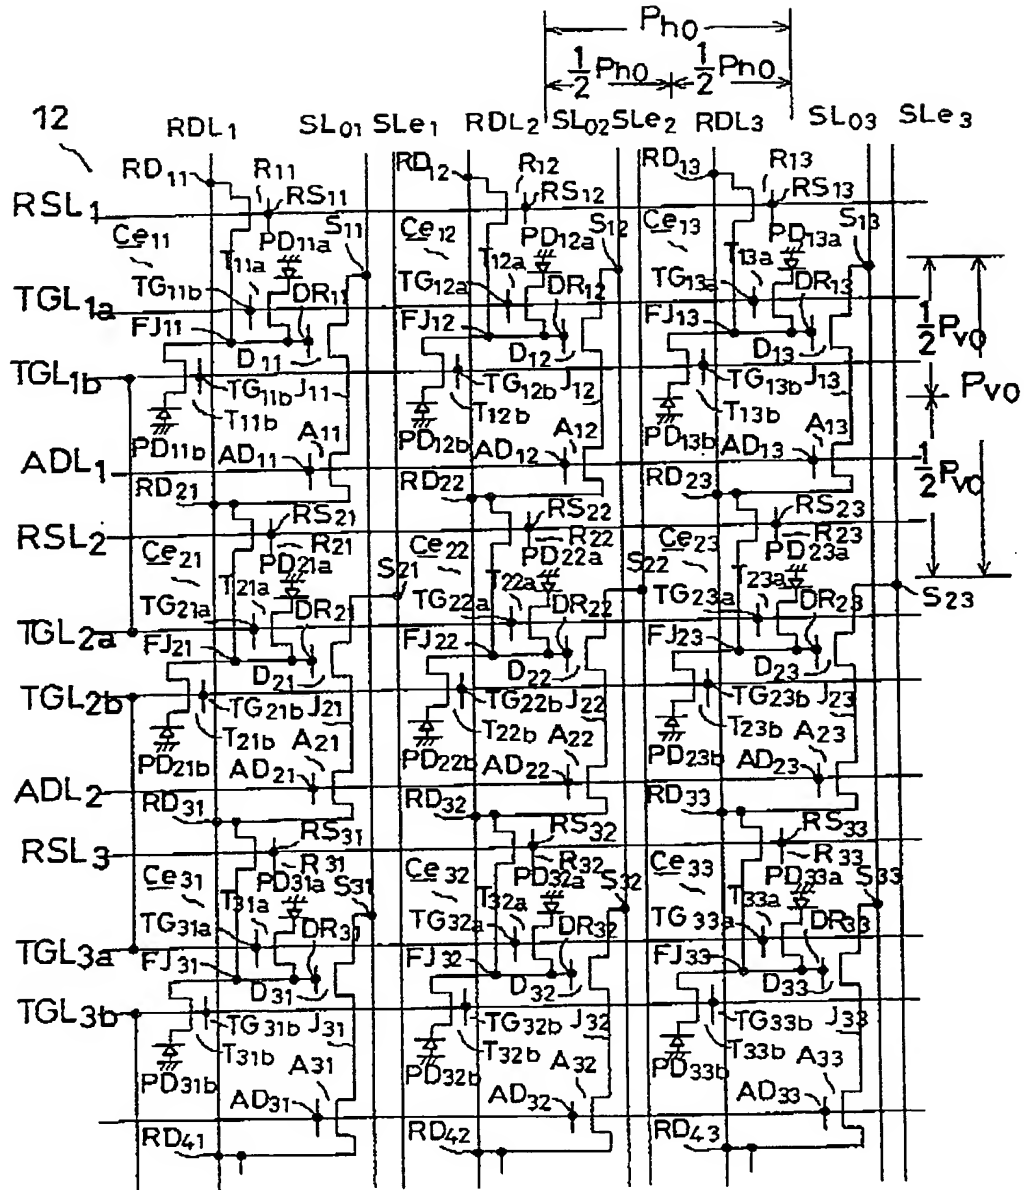 Ph0
1/2 Ph0 1/2 Ph0
12
RDL1 SLo1 SLe1 RDL2 SLo2 SLe2 RDL3 SLo3 SLe3
RD11 R11 RD12 R12 RD13 R13
RSL1 RS11 RS12 RS13
Ce11 PD11a S11 Ce12 PD12a S12 Ce13 PD13a S13
T11a T12a T13a
TGL1a TG11b DR11 TG12a DR12 TG13a DR13
1/2 Pv0
FJ11 D11 FJ12 D12 FJ13 D13
TGL1b TG11b J11 TG12b J12 TG13b J13
Pv0
T11b T12b T13b
PD11b A11 PD12b A12 PD13b A13
ADL1 AD11 AD12 AD13
1/2 Pv0
RD21 RD22 RD23
RSL2 RS21 RS22 RS23
Ce21 R21 Ce22 R22 Ce23 R23
PD21a S21 PD22a S22 PD23a S23
T21a T22a T23a
TGL2a TG21a DR21 TG22a DR22 TG23a DR23
FJ21 D21 FJ22 D22 FJ23 D23
TGL2b TG21b J21 TG22b J22 TG23b J23
T21b T22b T23b
PD21b A21 PD22b A22 PD23b A23
ADL2 AD21 AD22 AD23
RD31 RD32 RD33
RSL3 RS31 RS32 RS33
Ce31 R31 Ce32 R32 Ce33 R33
PD31a S31 PD32a S32 PD33a S33
T31a T32a T33a
TGL3a TG31a DR31 TG32a DR32 TG33a DR33
FJ31 D31 FJ32 D32 FJ33 D33
TGL3b TG31b J31 TG32b J32 TG33b J33
T31b T32b T33b
PD31b A31 PD32b A32 PD33b A33
AD31 AD32 AD33
RD41 RD42 RD43